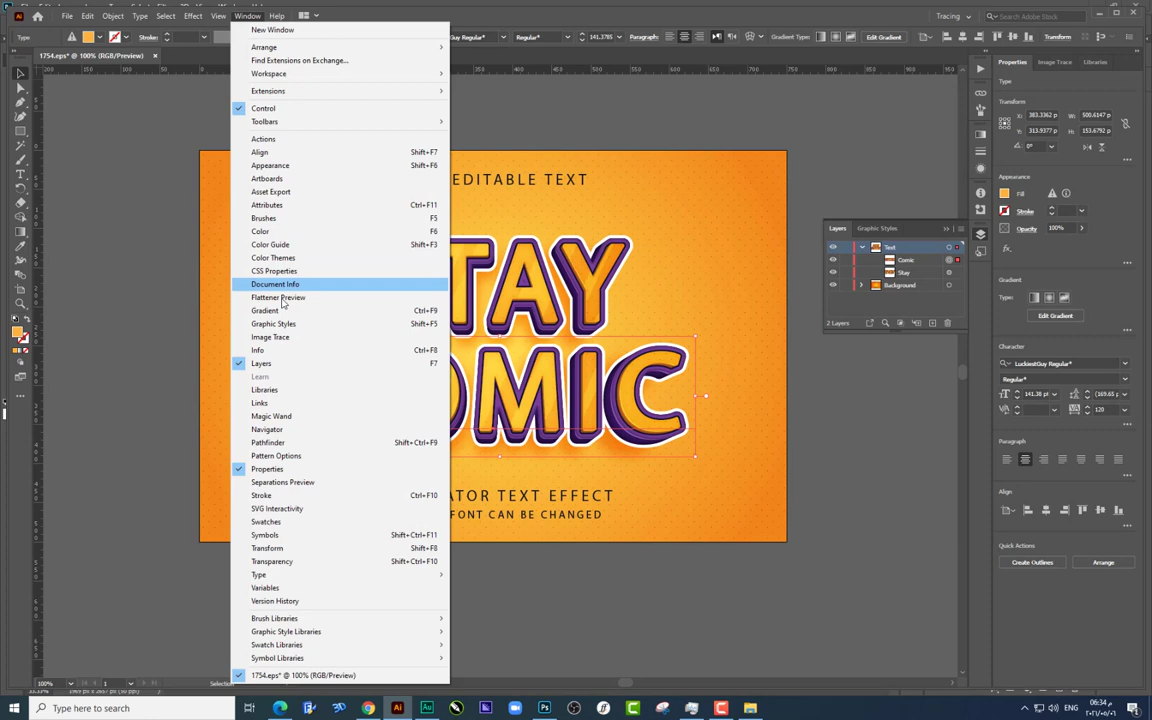 File Edit Object Type Select Effect View Window Help
Tracing
Type Stroke:
Regular* Regular* 141.3785 Paragraph: Gradient Type: Edit Gradient Transform
1754.eps* @ 100% (RGB/Preview)
New Window
Arrange
Find Extensions on Exchange...
Workspace
Extensions
Control
Toolbars
Actions
Align Shift+F7
Appearance Shift+F6
Artboards
Asset Export
Attributes Ctrl+F11
Brushes F5
Color F6
Color Guide Shift+F3
Color Themes
CSS Properties
Document Info
Flattener Preview
Gradient Ctrl+F9
Graphic Styles Shift+F5
Image Trace
Info Ctrl+F8
Layers F7
Learn
Libraries
Links
Magic Wand
Navigator
Pathfinder Shift+Ctrl+F9
Pattern Options
Properties
Separations Preview
Stroke Ctrl+F10
SVG Interactivity
Swatches
Symbols Shift+Ctrl+F11
Transform Shift+F8
Transparency Shift+Ctrl+F10
Type
Variables
Version History
Brush Libraries
Graphic Style Libraries
Swatch Libraries
Symbol Libraries
1754.eps* @ 100% (RGB/Preview)
EDITABLE TEXT
TAY
OMIC
ATOR TEXT EFFECT
FONT CAN BE CHANGED
Layers Graphic Styles
Text
Comic
Stay
Background
2 Layers
Properties Image Trace Libraries
Type
Transform
X: 383.3362 p W: 500.6147 p
Y: 313.9377 p H: 153.6792 p
0°
Appearance
Fill
Stroke
Opacity 100%
Gradient
Type:
Edit Gradient
Character
LuckiestGuy Regular*
Regular*
141.38 pt (169.65
120
Paragraph
Align
Quick Actions
Create Outlines Arrange
100% 1 Selection
Type here to search
ENG 06:34 م